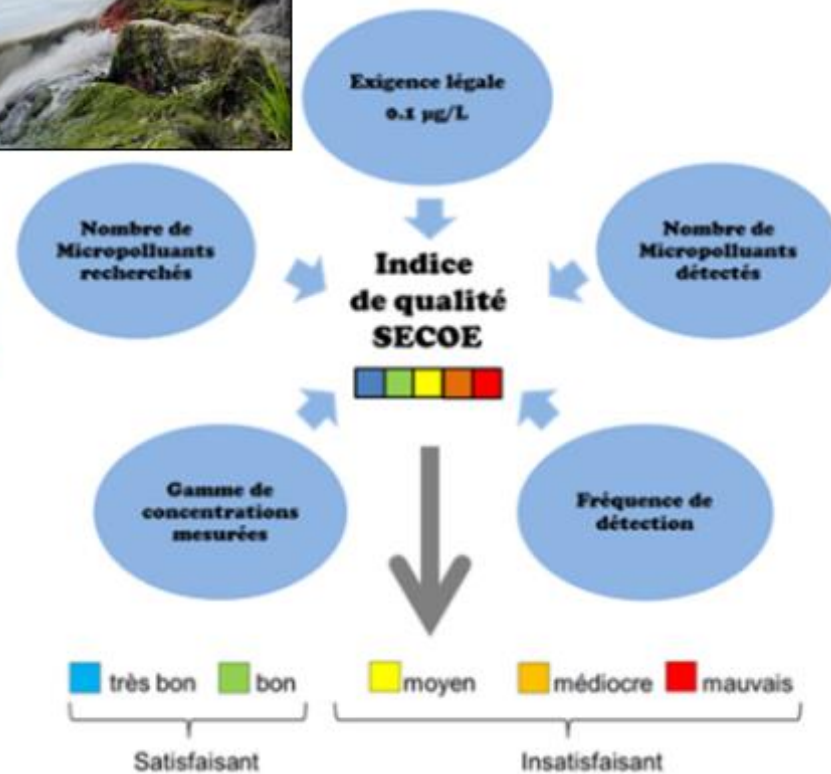 Exigence légale
0.1 µg/L
Nombre de
Micropolluants
recherchés
Nombre de
Micropolluants
détectés
Indice
de qualité
SECOE
Gamme de
concentrations
mesurées
Fréquence de
détection
très bon
bon
moyen
médiocre
mauvais
Satisfaisant
Insatisfaisant